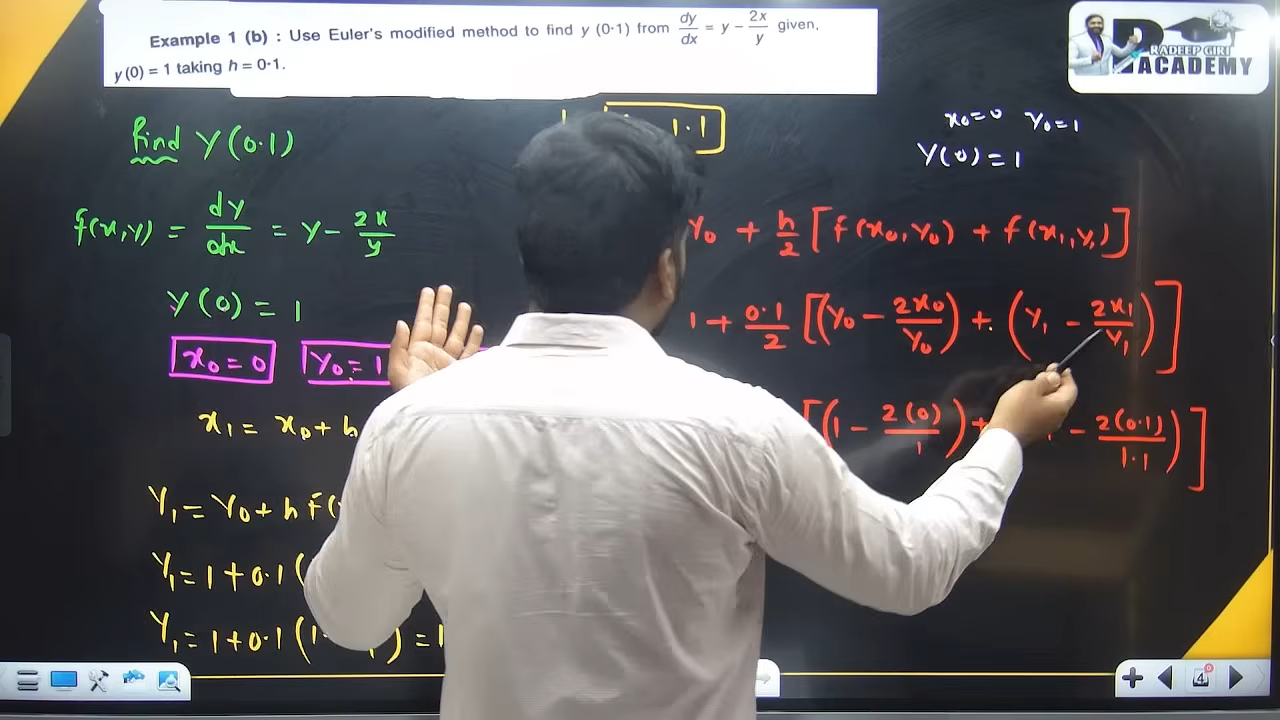 Example 1 (b) : Use Euler's modified method to find y (0·1) from dy/dx = y − 2x/y given,
y (0) = 1 taking h = 0·1.
RADEEP GIRI
ACADEMY
Find Y(0·1)
1·1
x₀=0 Y₀=1
Y(0) = 1
f(x,y) = dy/dx = y − 2x/y
Y₀ + h/2 [f(x₀,Y₀) + f(x₁,Y₁)]
Y(0) = 1
1 + 0·1/2 [(Y₀ − 2x₀/Y₀) + (Y₁ − 2x₁/Y₁)]
x₀ = 0
Y₀ = 1
x₁ = x₀ + h
[(1 − 2(0)/1) + − 2(0·1)/1·1)]
Y₁ = Y₀ + h f(
Y₁ = 1 + 0·1 (
Y₁ = 1 + 0·1 (1 ) = 1
4